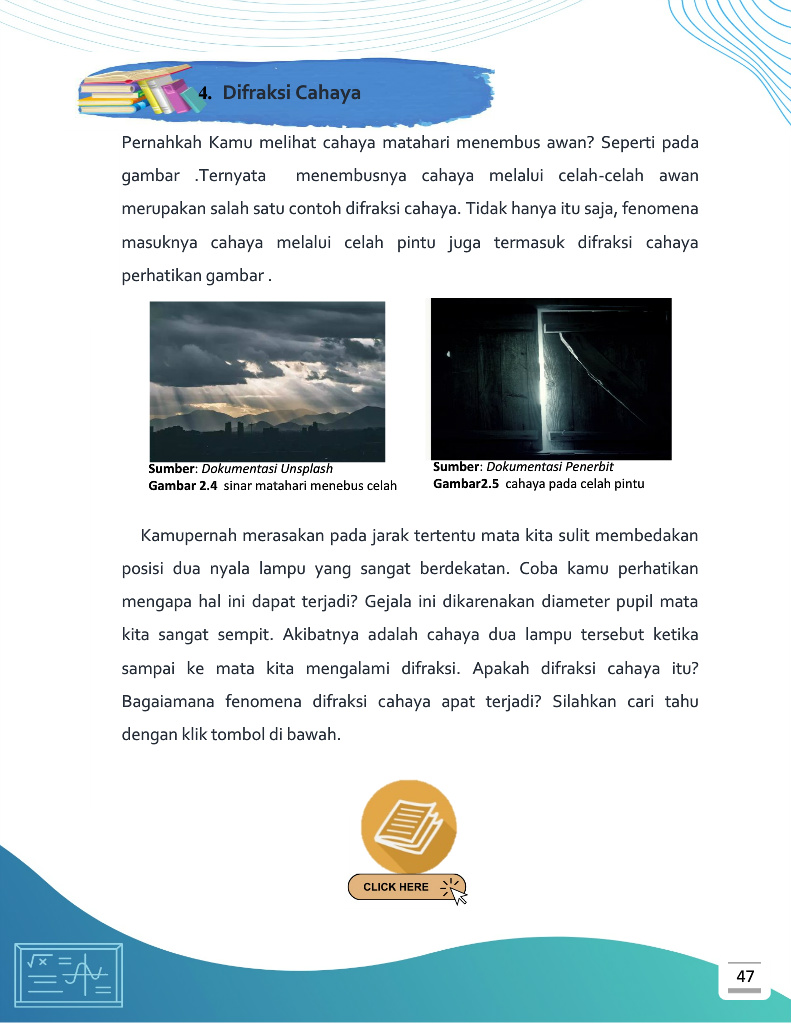 4. Difraksi Cahaya
Pernahkah Kamu melihat cahaya matahari menembus awan? Seperti pada
gambar .Ternyata menembusnya cahaya melalui celah-celah awan
merupakan salah satu contoh difraksi cahaya. Tidak hanya itu saja, fenomena
masuknya cahaya melalui celah pintu juga termasuk difraksi cahaya
perhatikan gambar .
Sumber: Dokumentasi Unsplash
Gambar 2.4 sinar matahari menebus celah
Sumber: Dokumentasi Penerbit
Gambar2.5 cahaya pada celah pintu
Kamupernah merasakan pada jarak tertentu mata kita sulit membedakan
posisi dua nyala lampu yang sangat berdekatan. Coba kamu perhatikan
mengapa hal ini dapat terjadi? Gejala ini dikarenakan diameter pupil mata
kita sangat sempit. Akibatnya adalah cahaya dua lampu tersebut ketika
sampai ke mata kita mengalami difraksi. Apakah difraksi cahaya itu?
Bagaiamana fenomena difraksi cahaya apat terjadi? Silahkan cari tahu
dengan klik tombol di bawah.
CLICK HERE
√x
47